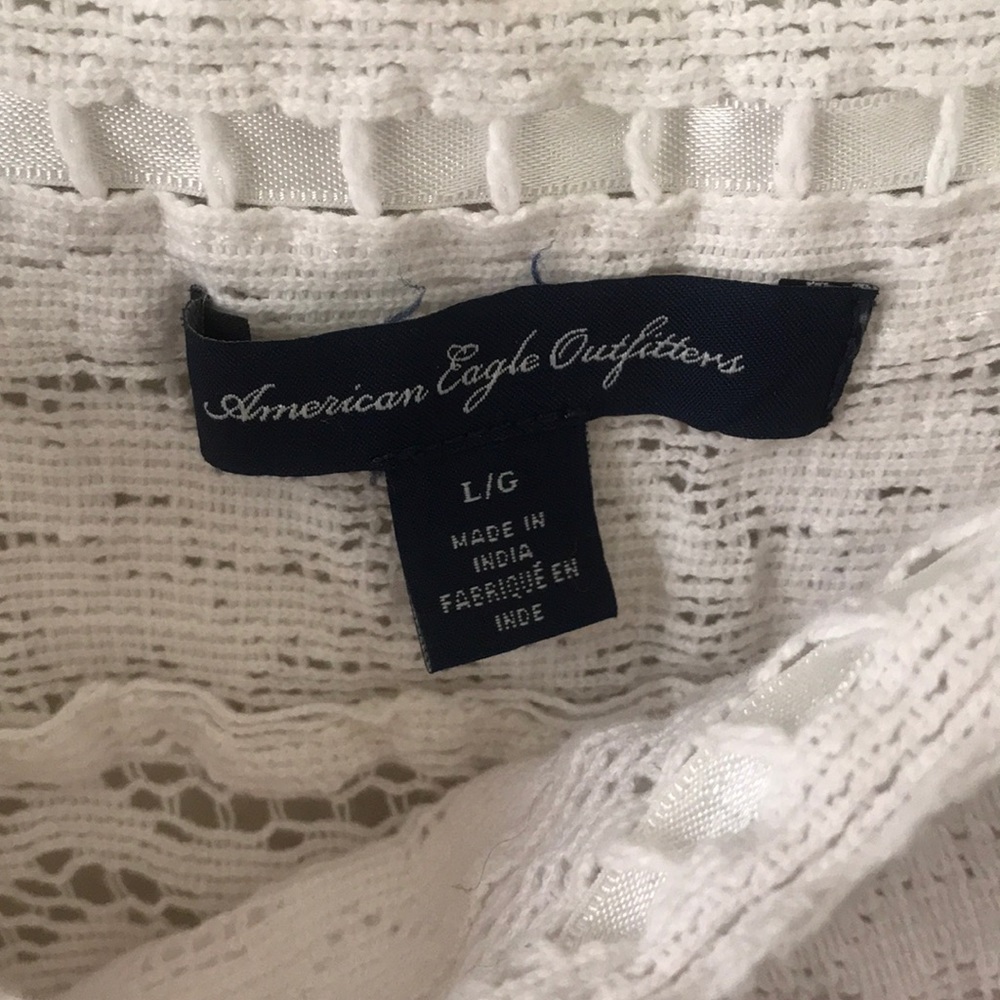 American Eagle Outfitters
L/G
MADE IN
INDIA
FABRIQUÉ EN
INDE